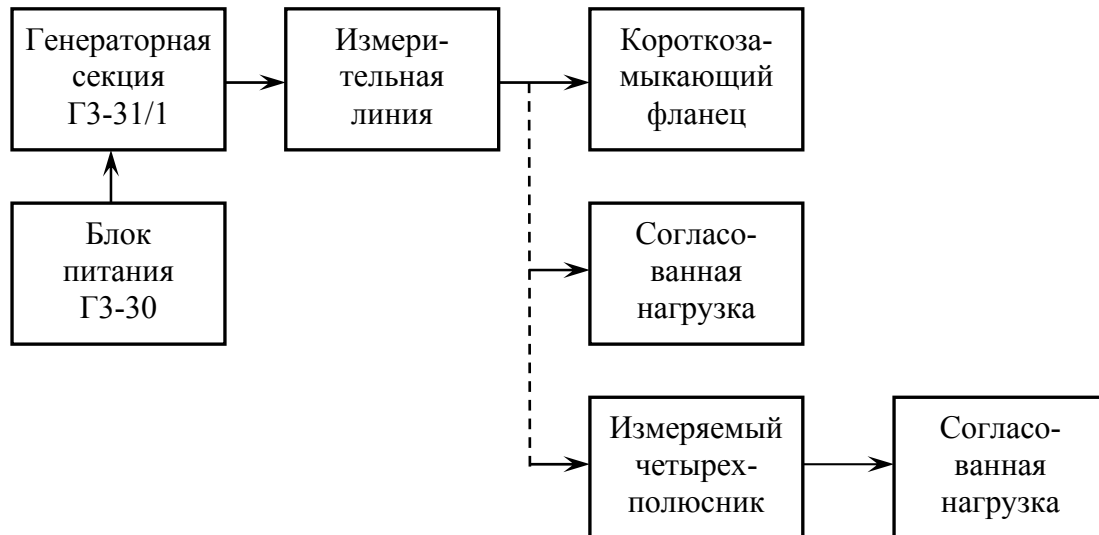 Генераторная
секция
Г3-31/1
Измери-
тельная
линия
Короткоза-
мыкающий
фланец
Блок
питания
Г3-30
Согласо-
ванная
нагрузка
Измеряемый
четырех-
полюсник
Согласо-
ванная
нагрузка